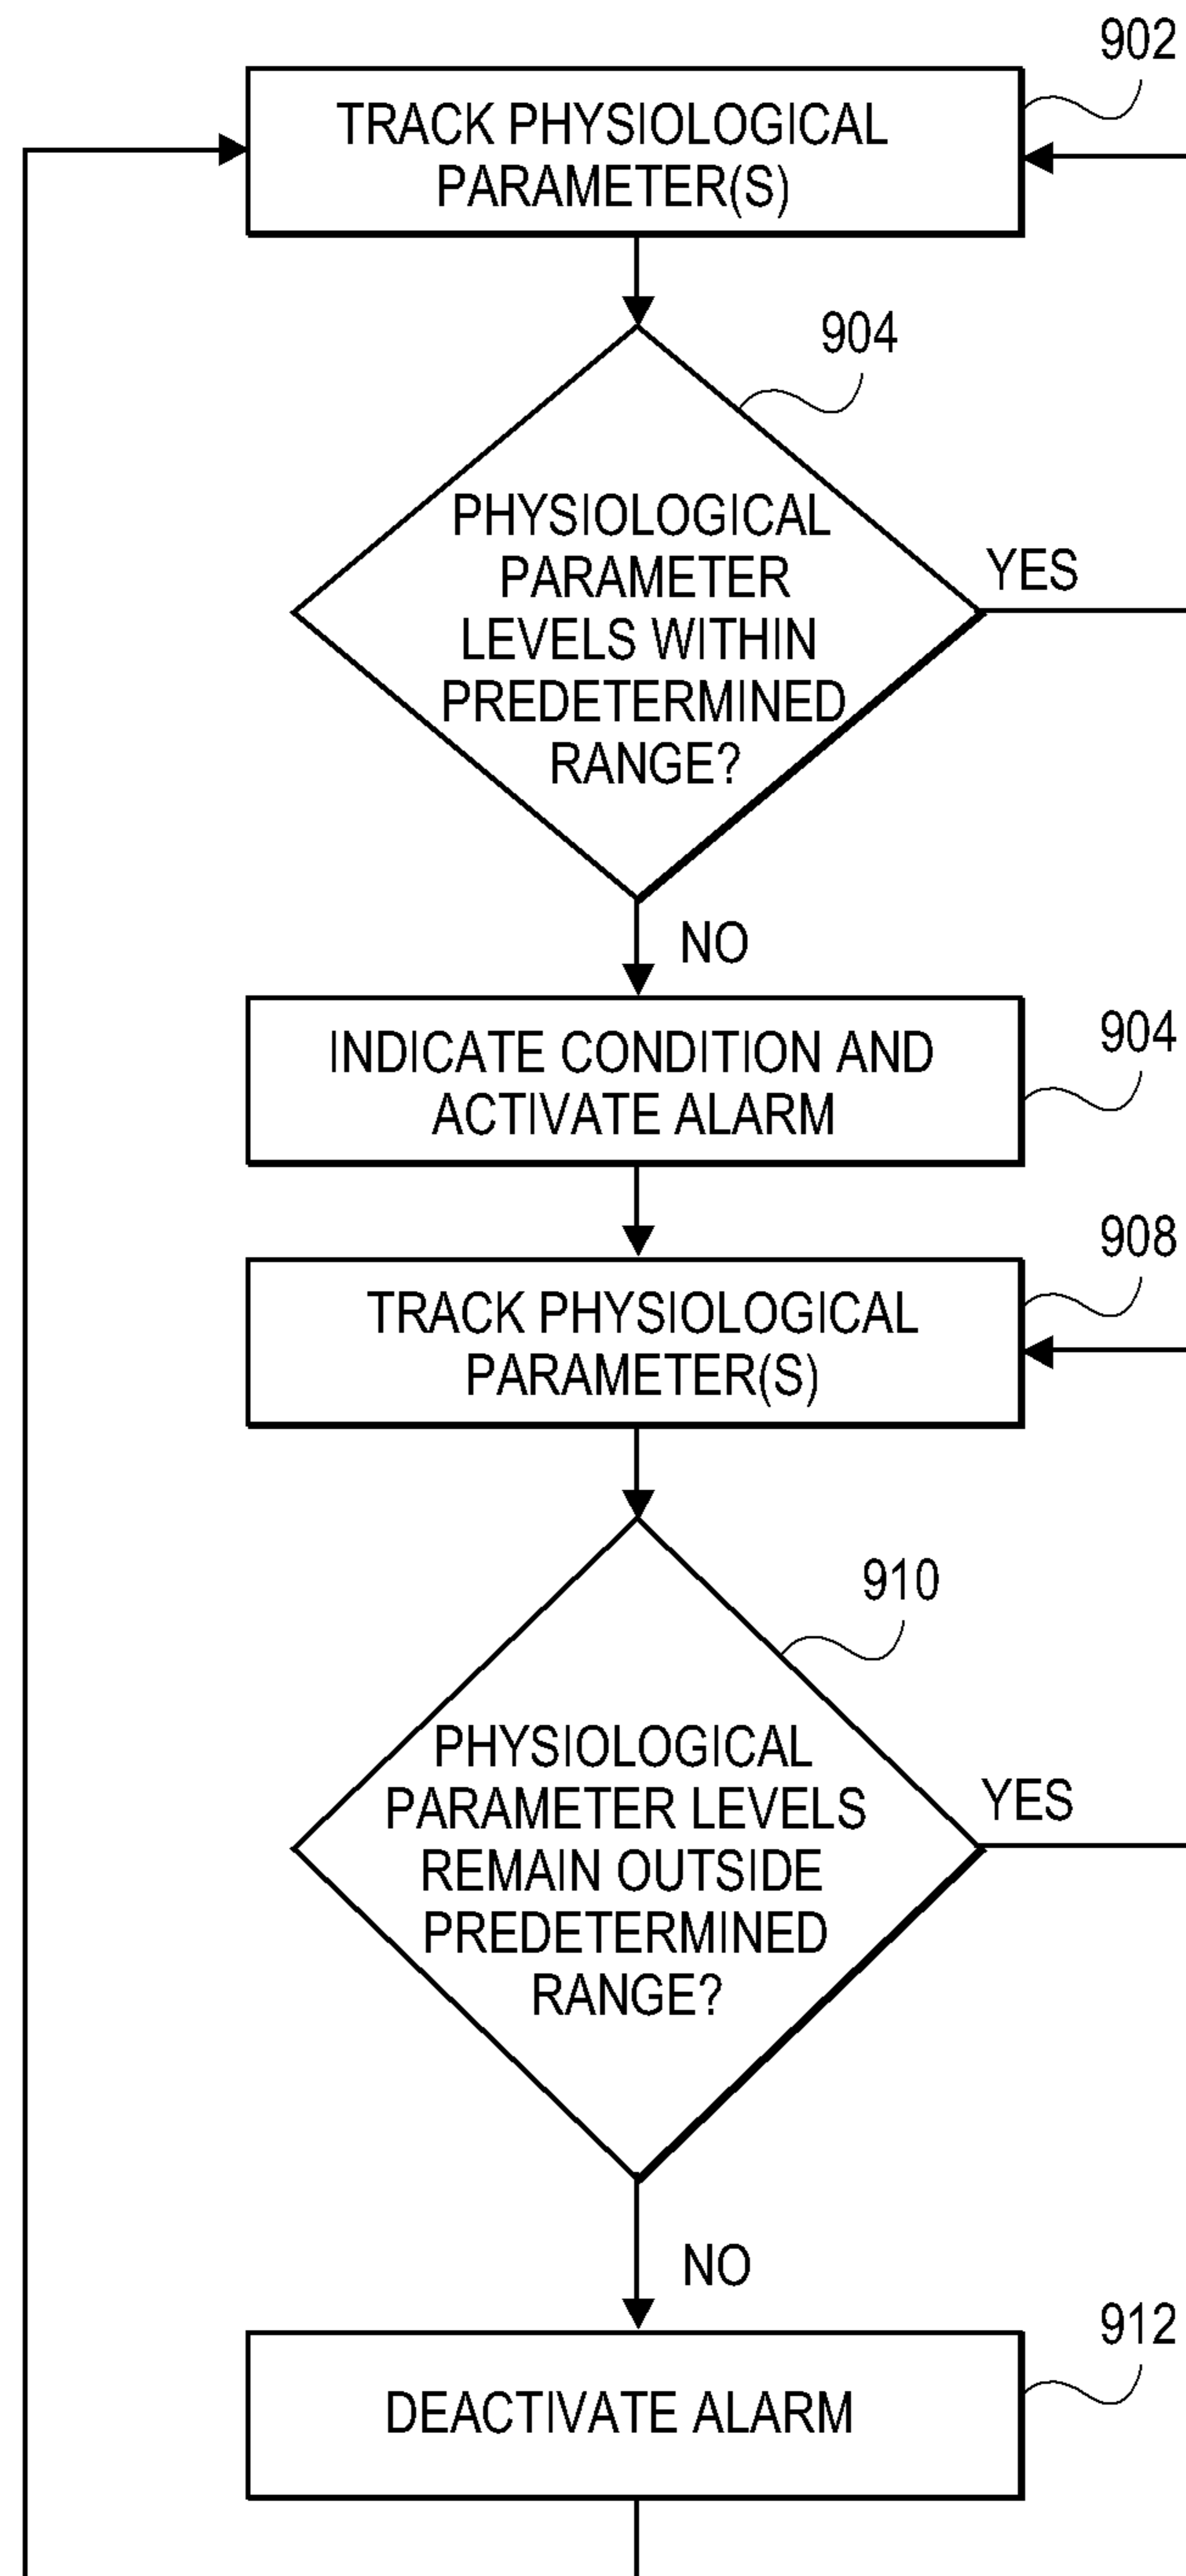 902
TRACK PHYSIOLOGICAL
PARAMETER(S)
904
PHYSIOLOGICAL
PARAMETER
LEVELS WITHIN
PREDETERMINED
RANGE?
YES
NO
INDICATE CONDITION AND
ACTIVATE ALARM
904
908
TRACK PHYSIOLOGICAL
PARAMETER(S)
910
PHYSIOLOGICAL
PARAMETER LEVELS
REMAIN OUTSIDE
PREDETERMINED
RANGE?
YES
NO
912
DEACTIVATE ALARM